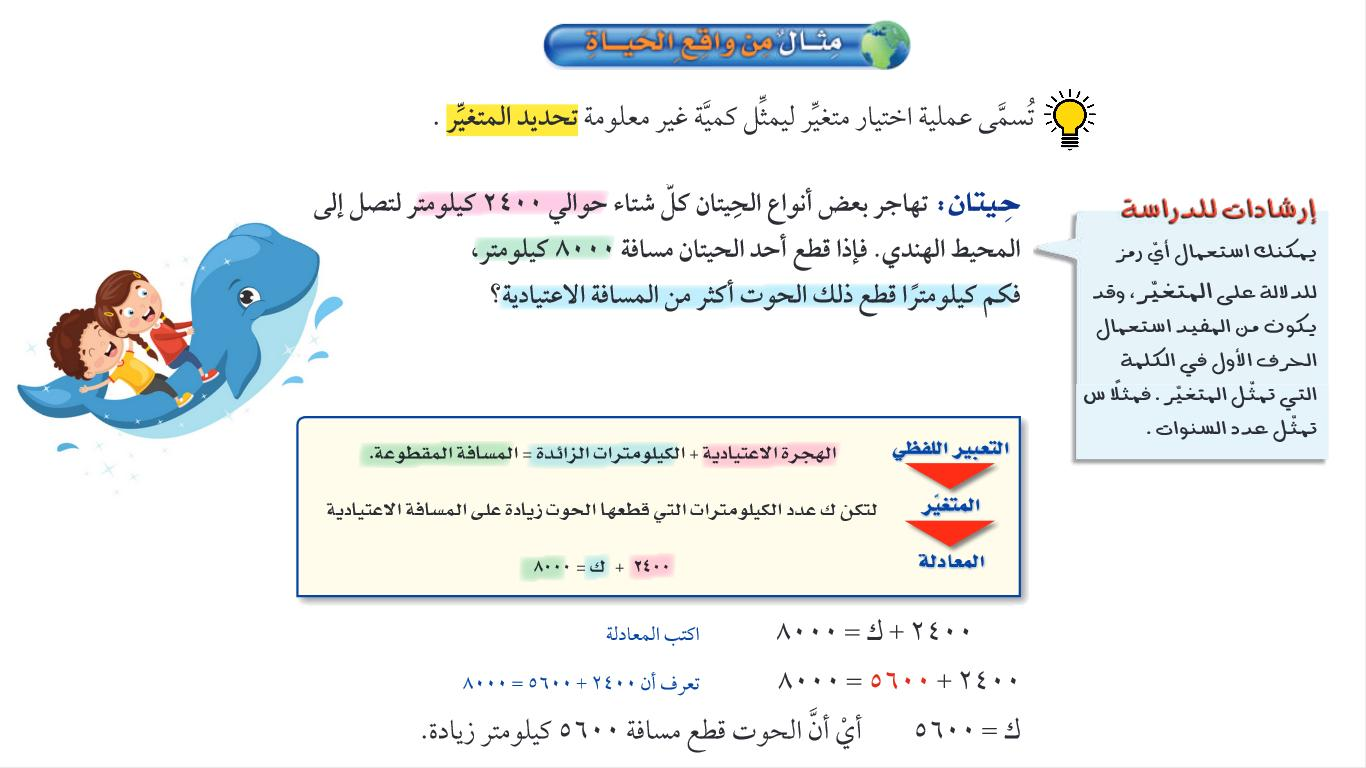 مِثــالٌ مِن واقِعِ الحَيــاةِ
تُسمَّى عملية اختيار متغيِّر ليمثِّل كميَّة غير معلومة تحديد المتغيِّر .
حِيتان: تهاجر بعض أنواع الحِيتان كلّ شتاء حوالي ٢٤٠٠ كيلومتر لتصل إلى
المحيط الهندي. فإذا قطع أحد الحيتان مسافة ٨٠٠٠ كيلومتر،
فكم كيلومترًا قطع ذلك الحوت أكثر من المسافة الاعتيادية؟
إرشادات للدراسة
يمكنك استعمال أيّ رمز
للدلالة على المتغيّر، وقد
يكون من المفيد استعمال
الحرف الأول في الكلمة
التي تمثّل المتغيّر . فمثلًا س
تمثّل عدد السنوات .
التعبير اللفظي الهجرة الاعتيادية + الكيلومترات الزائدة = المسافة المقطوعة.
المتغيّر لتكن ك عدد الكيلومترات التي قطعها الحوت زيادة على المسافة الاعتيادية
المعادلة ٢٤٠٠ + ك = ٨٠٠٠
٢٤٠٠ + ك = ٨٠٠٠ اكتب المعادلة
٢٤٠٠ + ٥٦٠٠ = ٨٠٠٠ تعرف أن ٢٤٠٠ + ٥٦٠٠ = ٨٠٠٠
ك = ٥٦٠٠ أيْ أنَّ الحوت قطع مسافة ٥٦٠٠ كيلومتر زيادة.